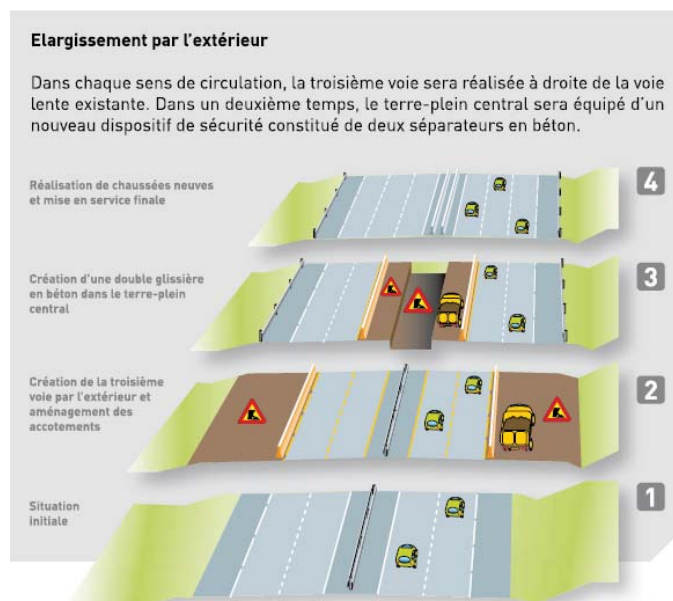 Elargissement par l'extérieur
Dans chaque sens de circulation, la troisième voie sera réalisée à droite de la voie
lente existante. Dans un deuxième temps, le terre-plein central sera équipé d'un
nouveau dispositif de sécurité constitué de deux séparateurs en béton.
Réalisation de chaussées neuves
et mise en service finale
4
Création d'une double glissière
en béton dans le terre-plein
central
3
Création de la troisième
voie par l'extérieur et
aménagement des
accotements
2
Situation
initiale
1